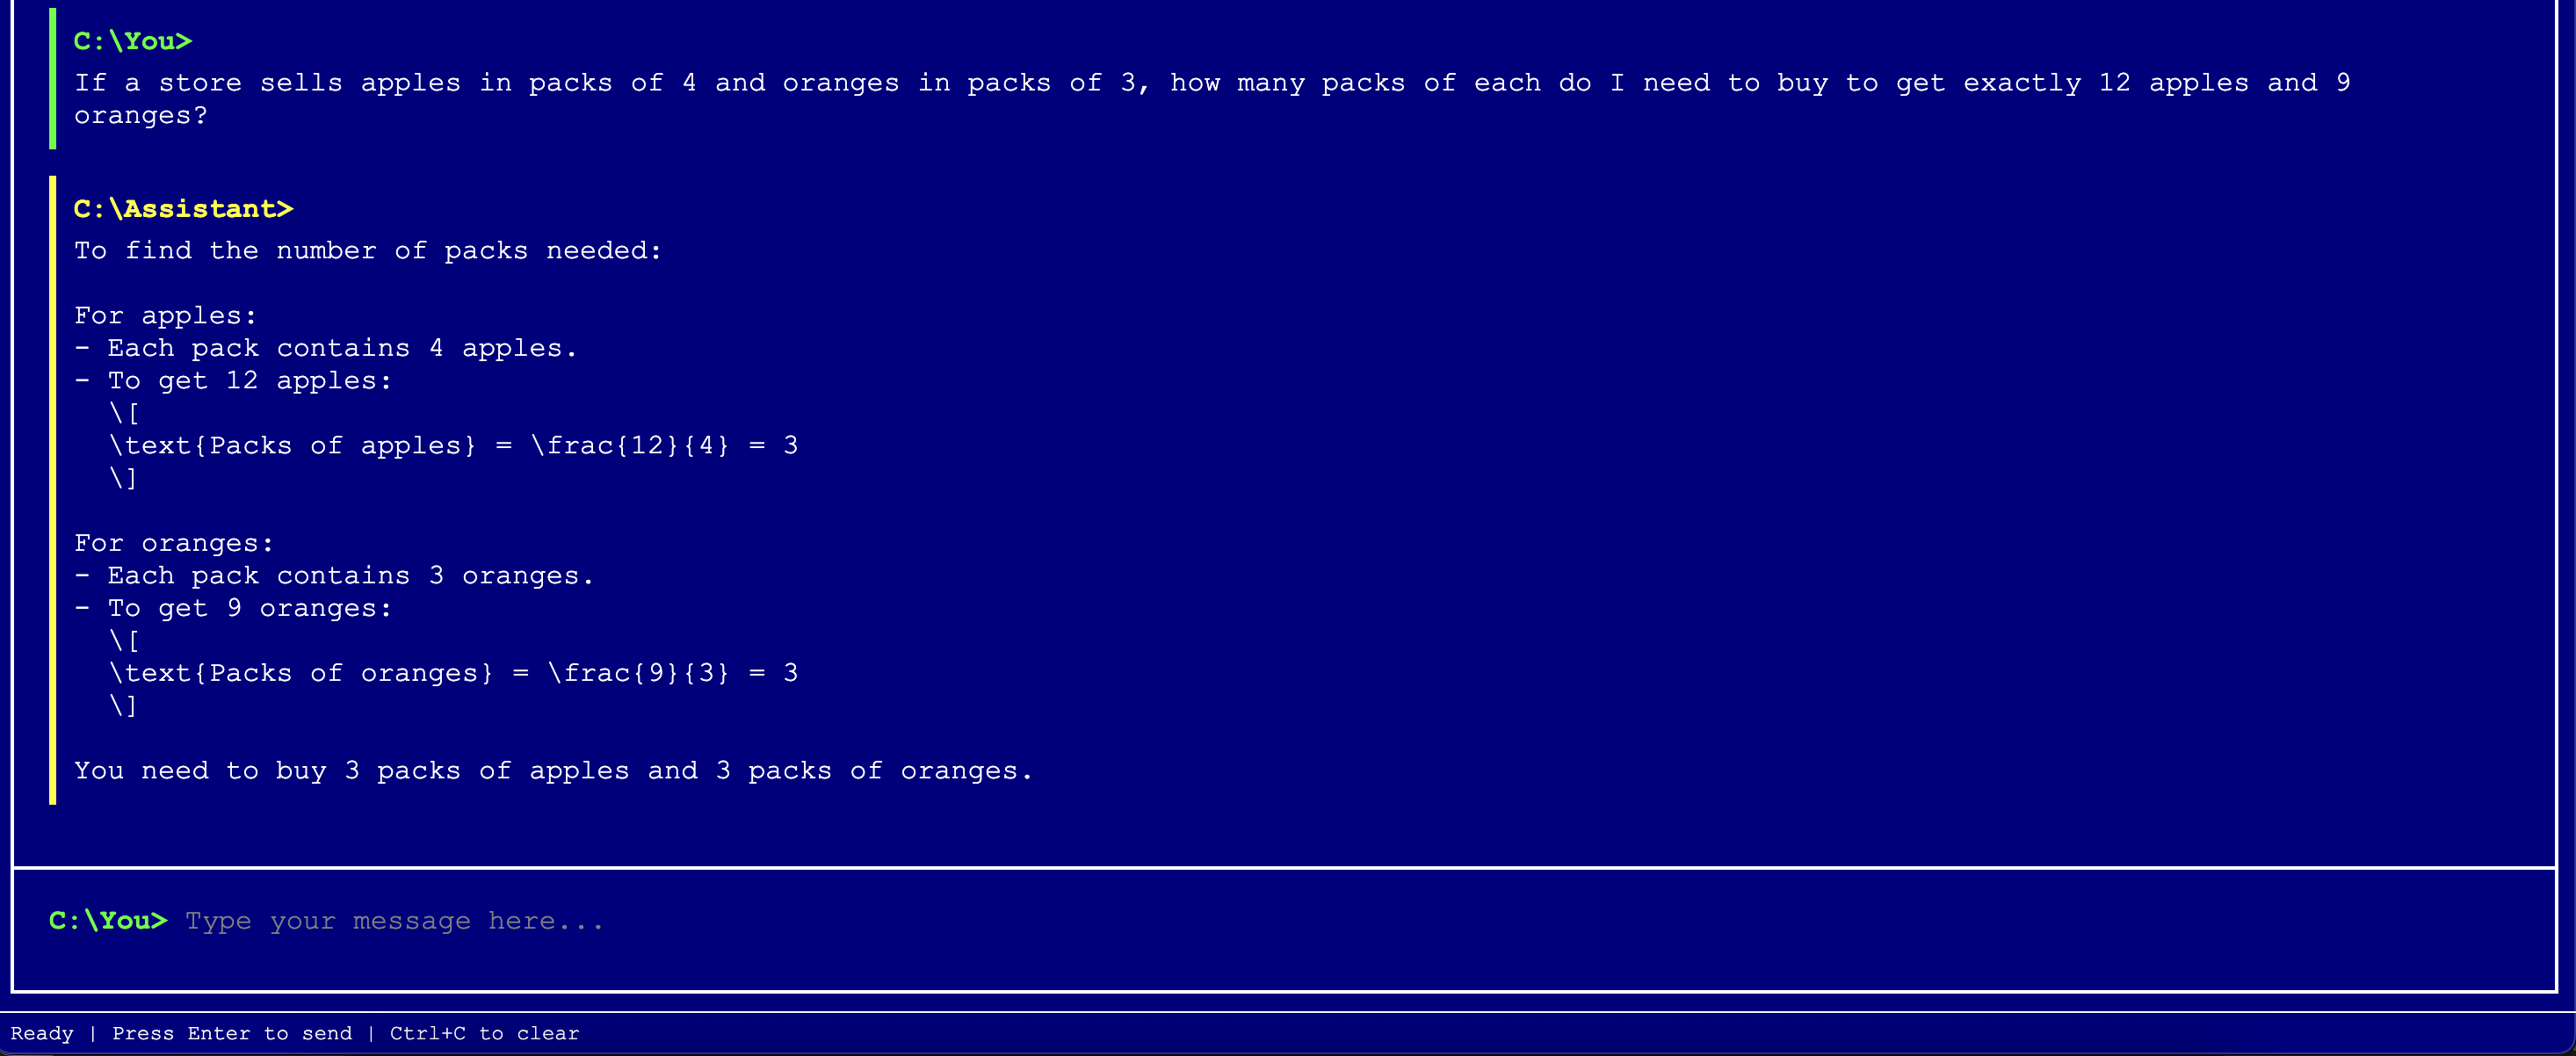 C:\You>
If a store sells apples in packs of 4 and oranges in packs of 3, how many packs of each do I need to buy to get exactly 12 apples and 9
oranges?
C:\Assistant>
To find the number of packs needed:
For apples:
- Each pack contains 4 apples.
- To get 12 apples:
\[
\text{Packs of apples} = \frac{12}{4} = 3
\]
For oranges:
- Each pack contains 3 oranges.
- To get 9 oranges:
\[
\text{Packs of oranges} = \frac{9}{3} = 3
\]
You need to buy 3 packs of apples and 3 packs of oranges.
C:\You> Type your message here...
Ready | Press Enter to send | Ctrl+C to clear